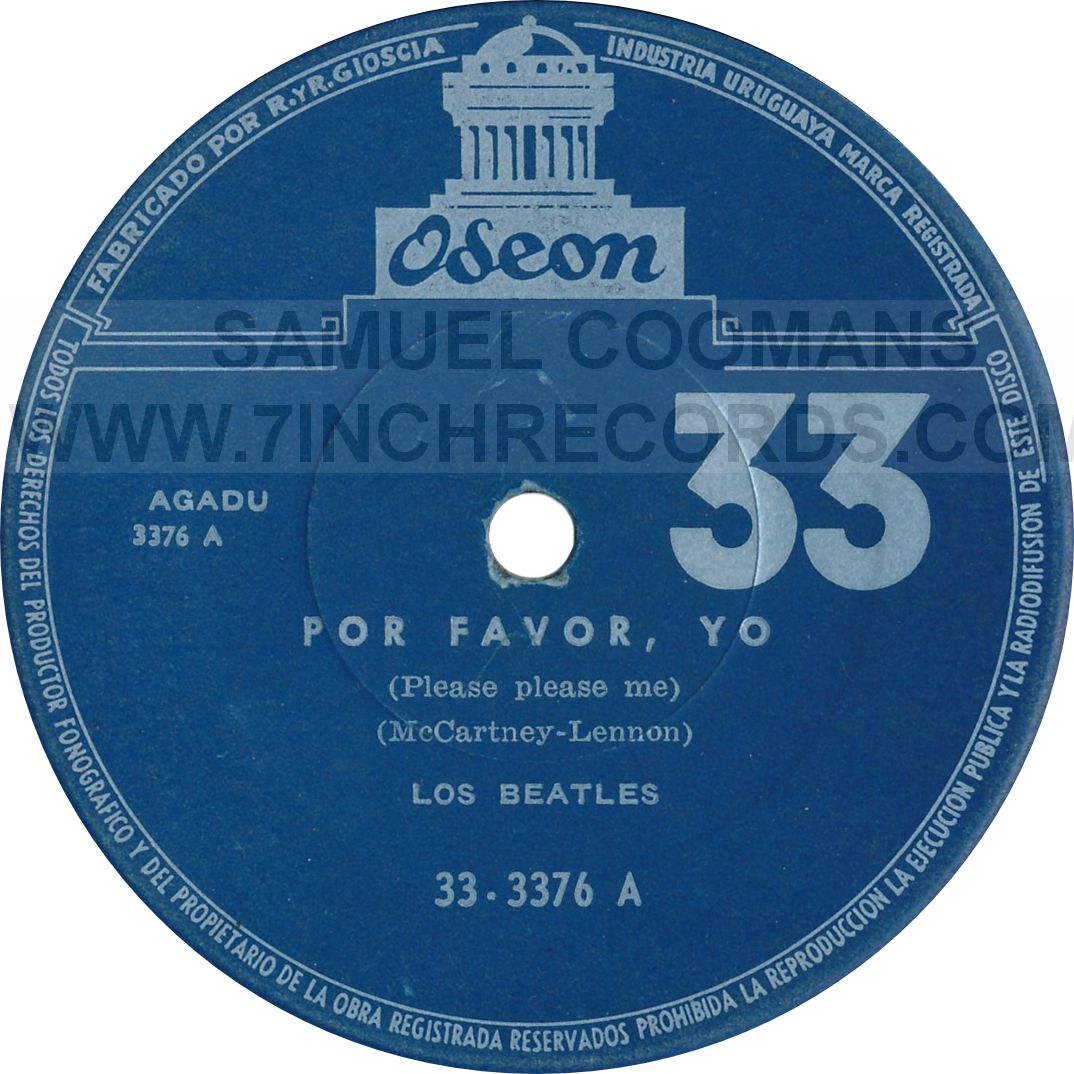 FABRICADO POR R.Y R. GIOSCIA
INDUSTRIA URUGUAYA MARCA REGISTRADA
Odeon
SAMUEL COOMANS
WWW.7INCHRECORDS.COM
33
AGADU
3376 A
POR FAVOR, YO
(Please please me)
(McCartney-Lennon)
LOS BEATLES
33-3376 A
TODOS LOS DERECHOS DEL PRODUCTOR FONOGRAFICO Y DEL PROPIETARIO DE LA OBRA REGISTRADA RESERVADOS PROHIBIDA LA REPRODUCCION LA EJECUCION PUBLICA Y LA RADIODIFUSION DE ESTE DISCO